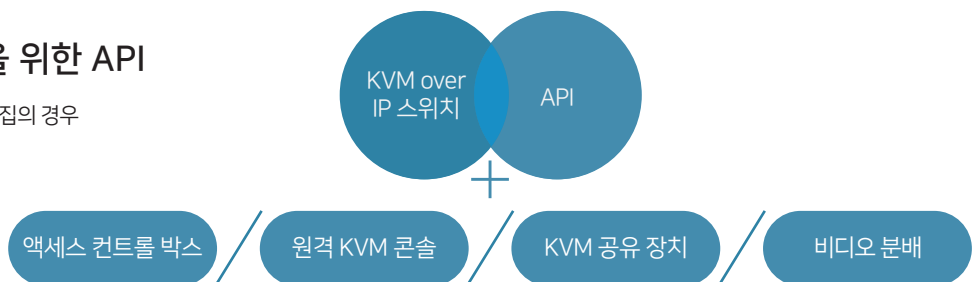 을 위한 API
집의 경우
KVM over
IP 스위치
API
액세스 컨트롤 박스
원격 KVM 콘솔
KVM 공유 장치
비디오 분배